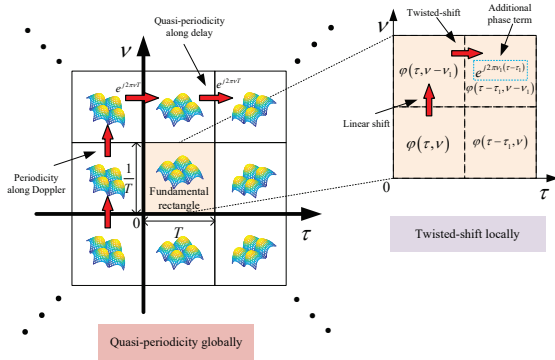 Quasi-periodicity
along delay
ν
e^{j2πνT}
e^{j2πνT}
Periodicity
along Doppler
1/T
Fundamental
rectangle
0
T
τ
Quasi-periodicity globally
Twisted-shift
Additional
phase term
ν
φ(τ,ν−ν₁)
e^{j2πν₁(τ−τ₁)}
φ(τ−τ₁,ν−ν₁)
Linear shift
φ(τ,ν)
φ(τ−τ₁,ν)
0
τ
Twisted-shift locally